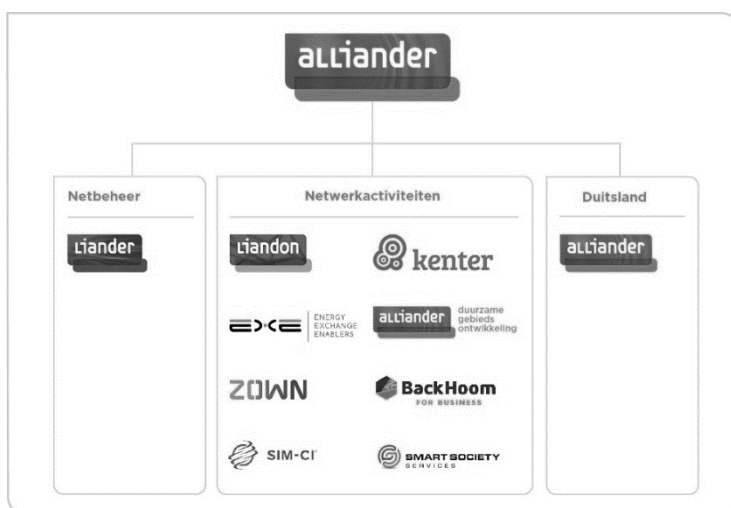 alliander
Netbeheer
liander
Netwerkactiviteiten
liandon
kenter
EXE
ENERGY
EXCHANGE
ENABLERS
alliander
duurzame
gebieds
ontwikkeling
ZOWN
BackHoom
FOR BUSINESS
SIM-CI
SMART SOCIETY
SERVICES
Duitsland
alliander